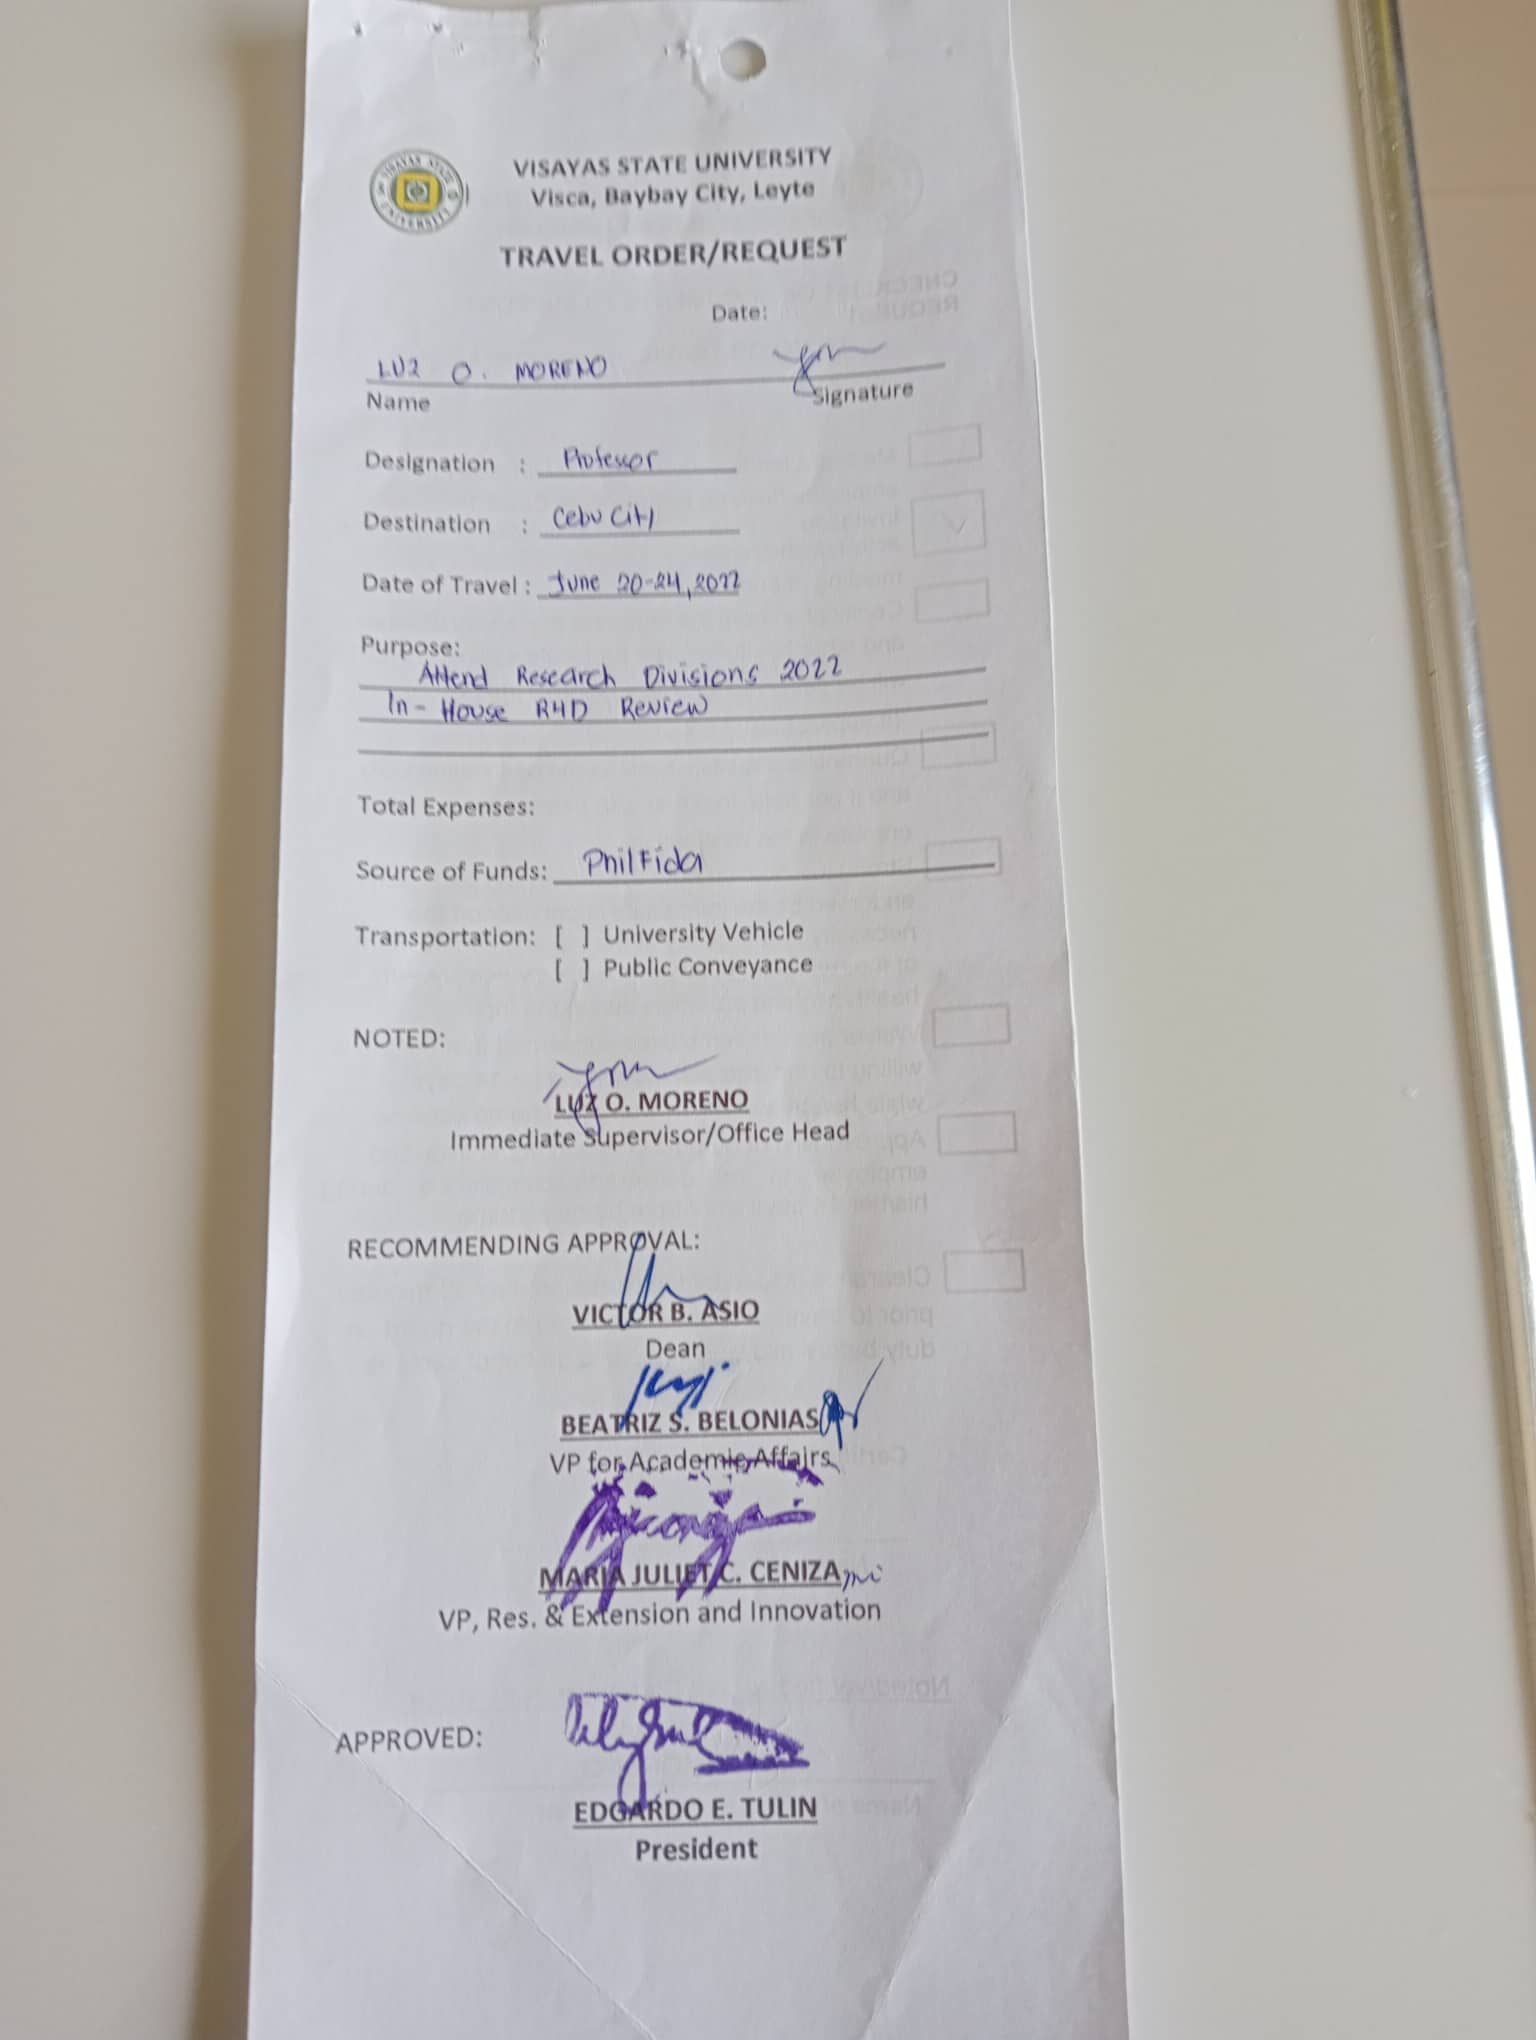 VISAYAS STATE UNIVERSITY
Visca, Baybay City, Leyte
TRAVEL ORDER/REQUEST
Date:
LUZ O. MORENO
Name Signature
Designation : Professor
Destination : Cebu City
Date of Travel : June 20-24, 2022
Purpose:
Attend Research Divisions 2022
In-House R&D Review
Total Expenses:
Source of Funds: PhilFida
Transportation: [ ] University Vehicle
[ ] Public Conveyance
NOTED:
LUZ O. MORENO
Immediate Supervisor/Office Head
RECOMMENDING APPROVAL:
VICTOR B. ASIO
Dean
BEATRIZ S. BELONIAS
VP for Academic Affairs
MARIA JULIET C. CENIZA
VP, Res. & Extension and Innovation
APPROVED:
EDGARDO E. TULIN
President